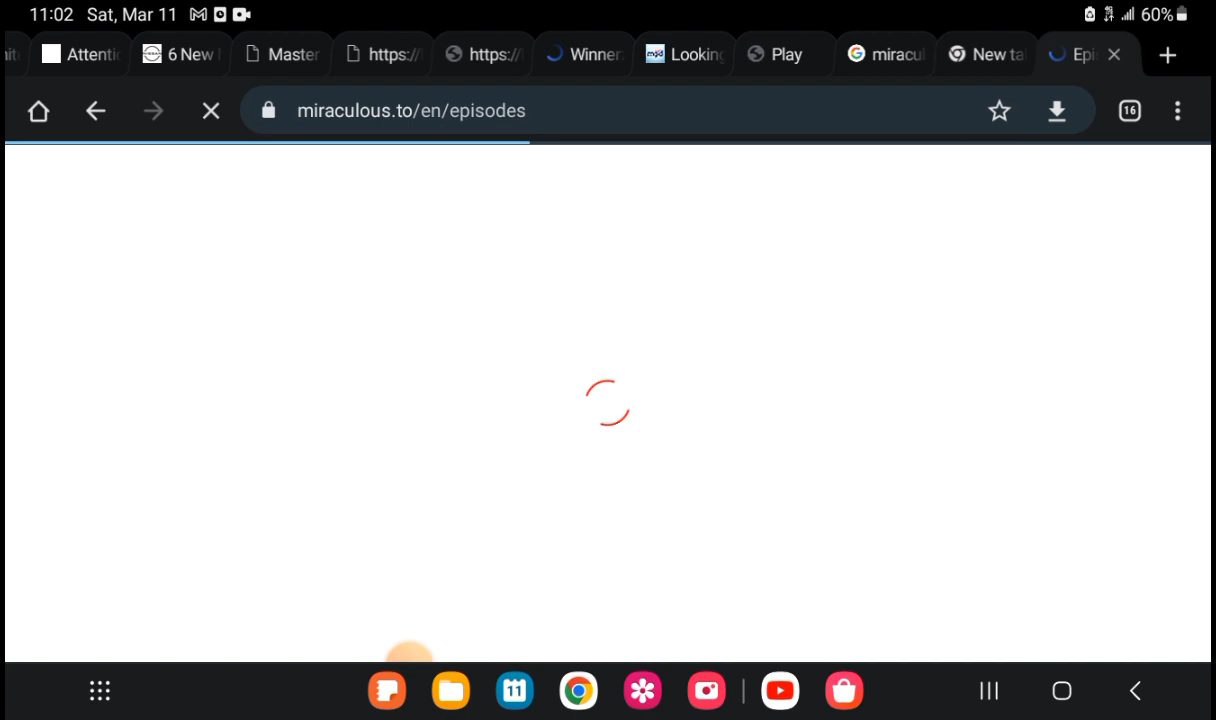 11:02 Sat, Mar 11 60%
Attenti 6 New Master https:// https:// Winner Looking Play miracul New ta Epi
miraculous.to/en/episodes 16
11